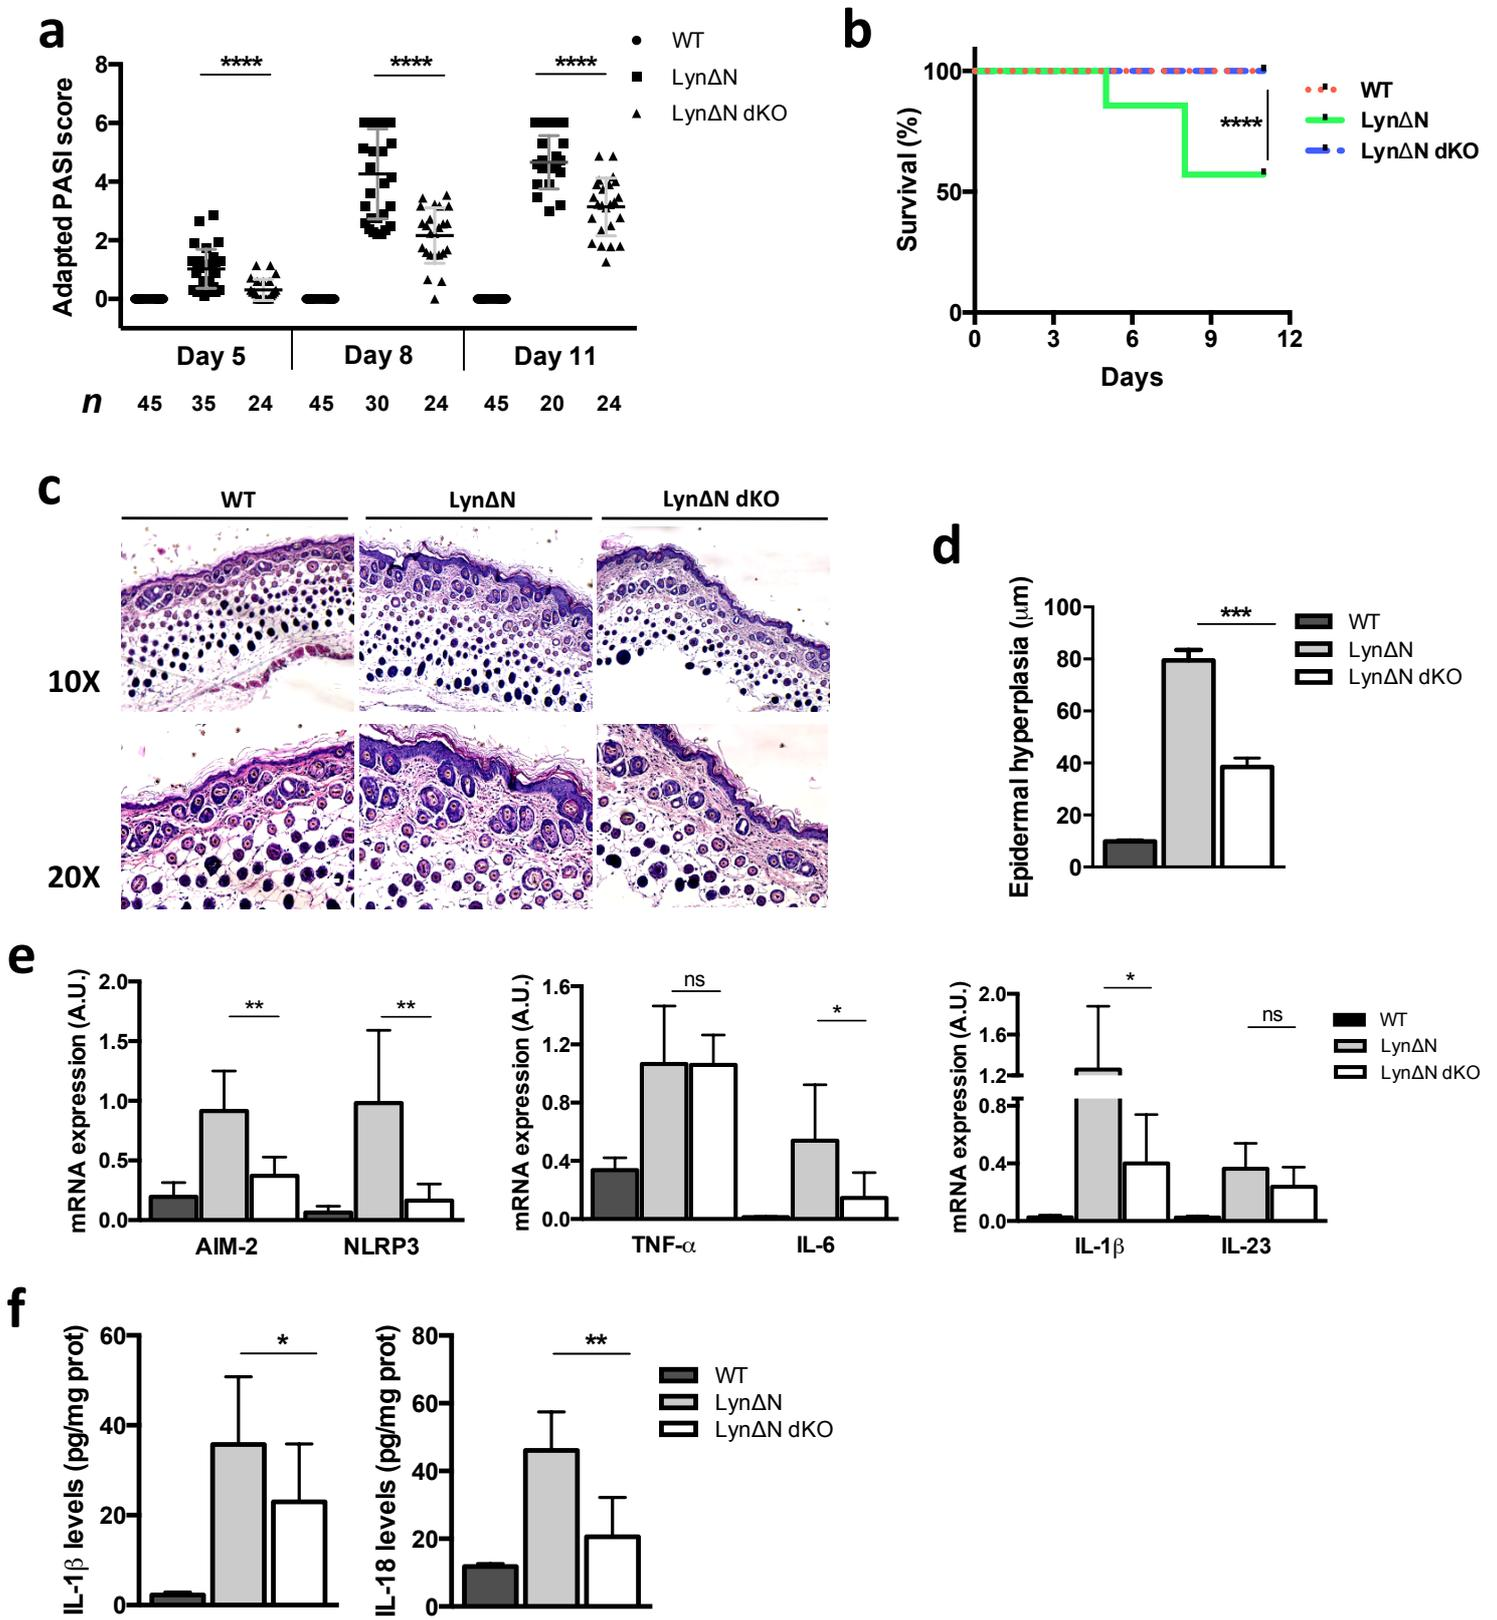 a
Adapted PASI score
8
6
4
2
0
****
****
****
WT
LynΔN
LynΔN dKO
Day 5
Day 8
Day 11
n
45 35 24 45 30 24 45 20 24
b
Survival (%)
100
50
0
0 3 6 9 12
Days
****
WT
LynΔN
LynΔN dKO
c
WT
LynΔN
LynΔN dKO
10X
20X
d
Epidermal hyperplasia (μm)
100
80
60
40
20
0
***
WT
LynΔN
LynΔN dKO
e
mRNA expression (A.U.)
2.0
1.5
1.0
0.5
0.0
**
**
AIM-2
NLRP3
mRNA expression (A.U.)
1.6
1.2
0.8
0.4
0.0
ns
*
TNF-α
IL-6
mRNA expression (A.U.)
2.0
1.6
1.2
0.8
0.4
0.0
*
ns
IL-1β
IL-23
WT
LynΔN
LynΔN dKO
f
IL-1β levels (pg/mg prot)
60
40
20
0
*
IL-18 levels (pg/mg prot)
80
60
40
20
0
**
WT
LynΔN
LynΔN dKO